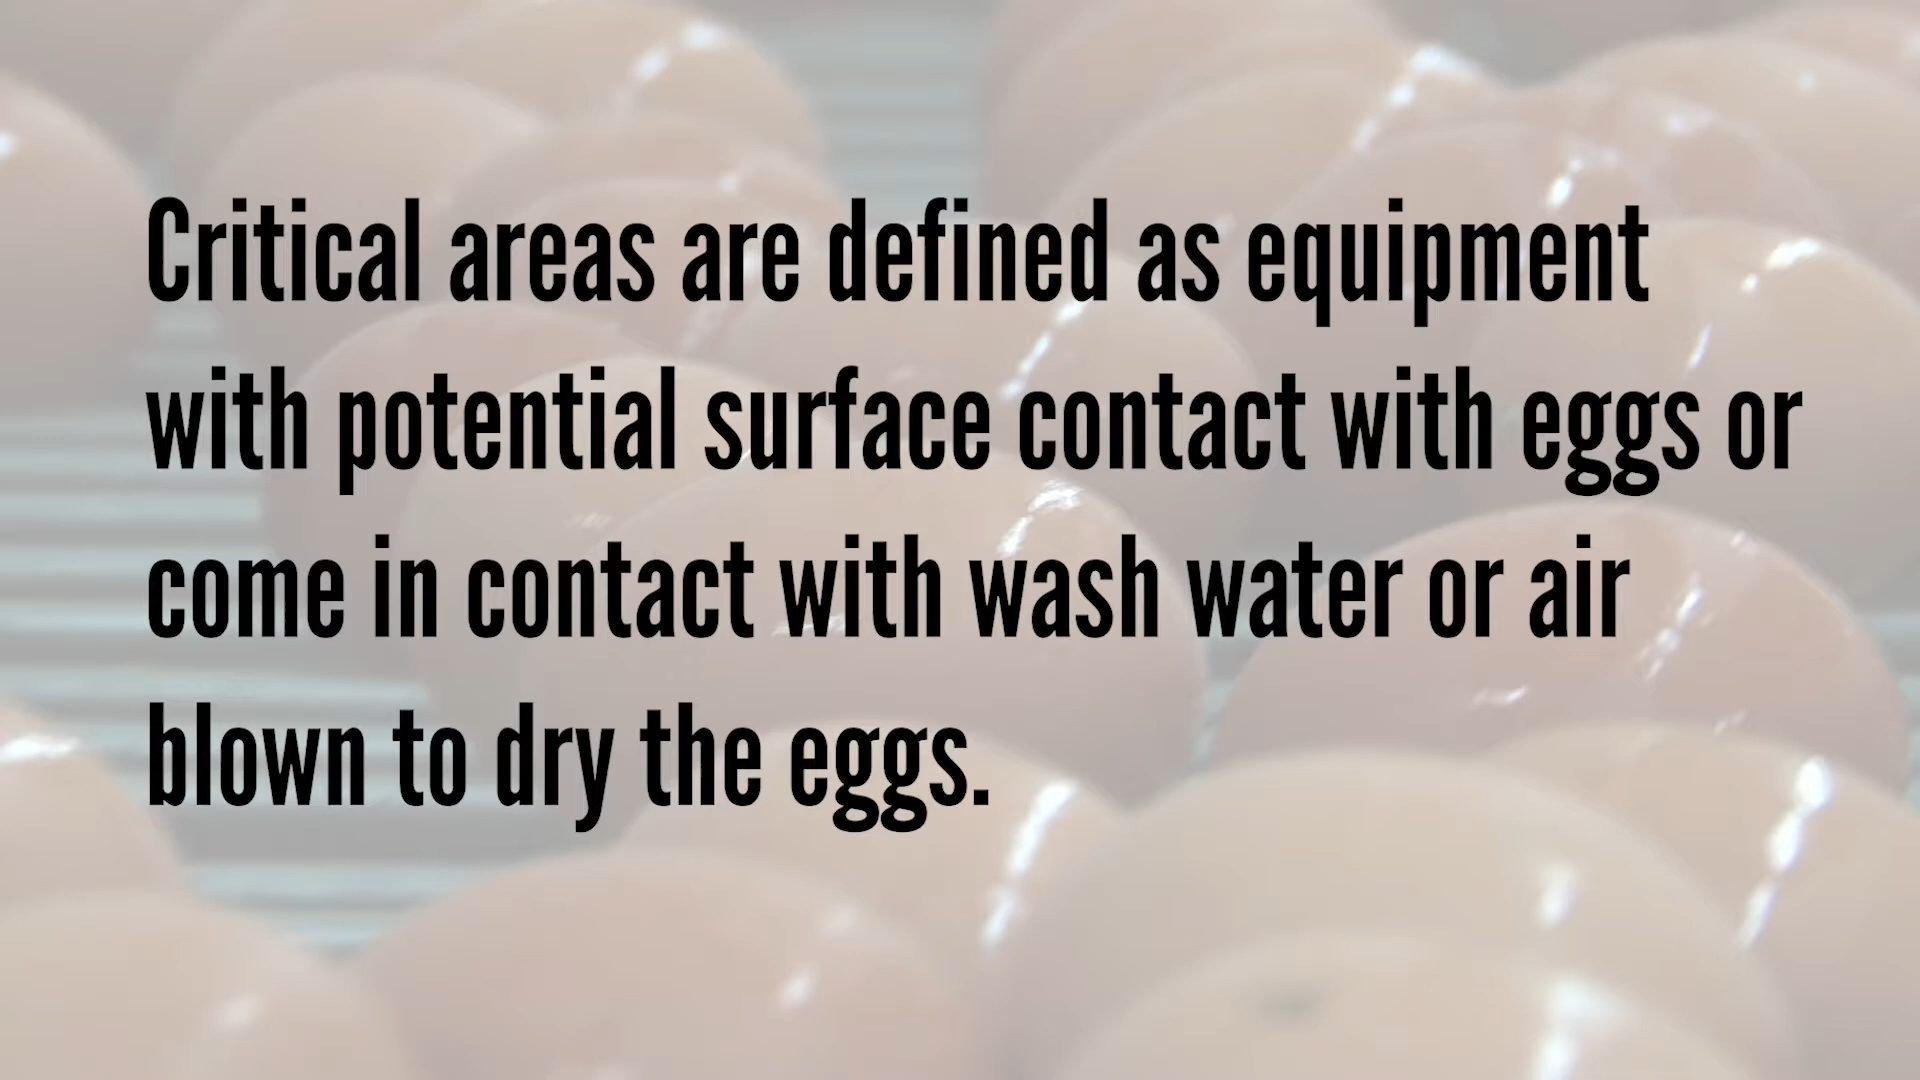 Critical areas are defined as equipment
with potential surface contact with eggs or
come in contact with wash water or air
blown to dry the eggs.